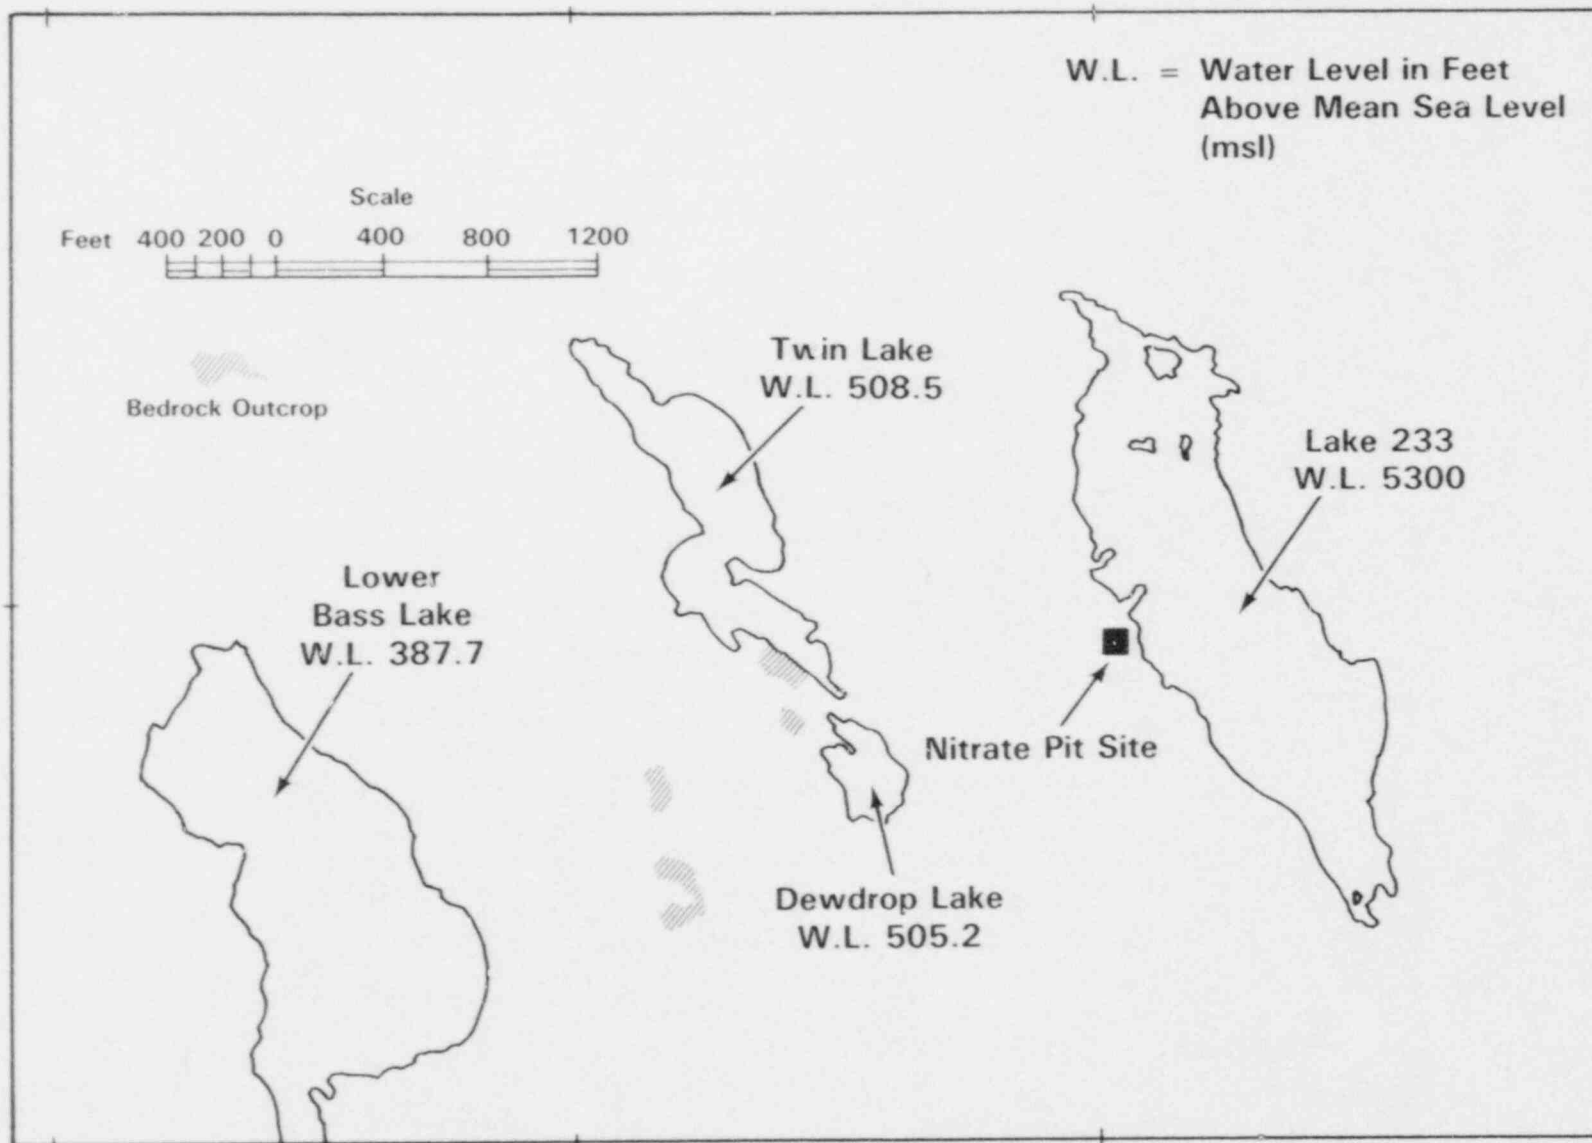 W.L. = Water Level in Feet
Above Mean Sea Level
(msl)
Scale
Feet 400 200 0 400 800 1200
Bedrock Outcrop
Twin Lake
W.L. 508.5
Lake 233
W.L. 5300
Lower
Bass Lake
W.L. 387.7
Nitrate Pit Site
Dewdrop Lake
W.L. 505.2